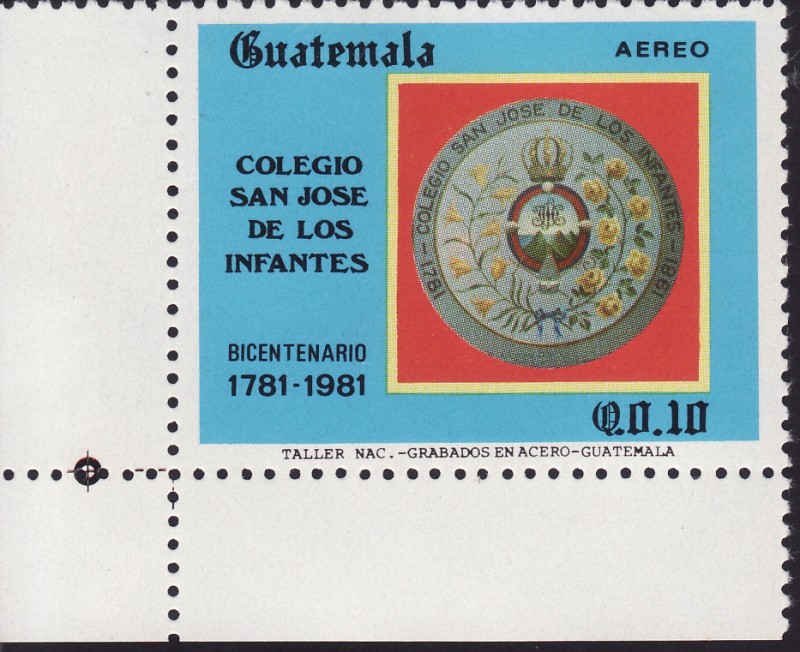 Guatemala
AEREO
COLEGIO
SAN JOSE
DE LOS
INFANTES
BICENTENARIO
1781-1981
1781-COLEGIO SAN JOSE DE LOS INFANTES-1981
Q.0.10
TALLER NAC.-GRABADOS EN ACERO-GUATEMALA